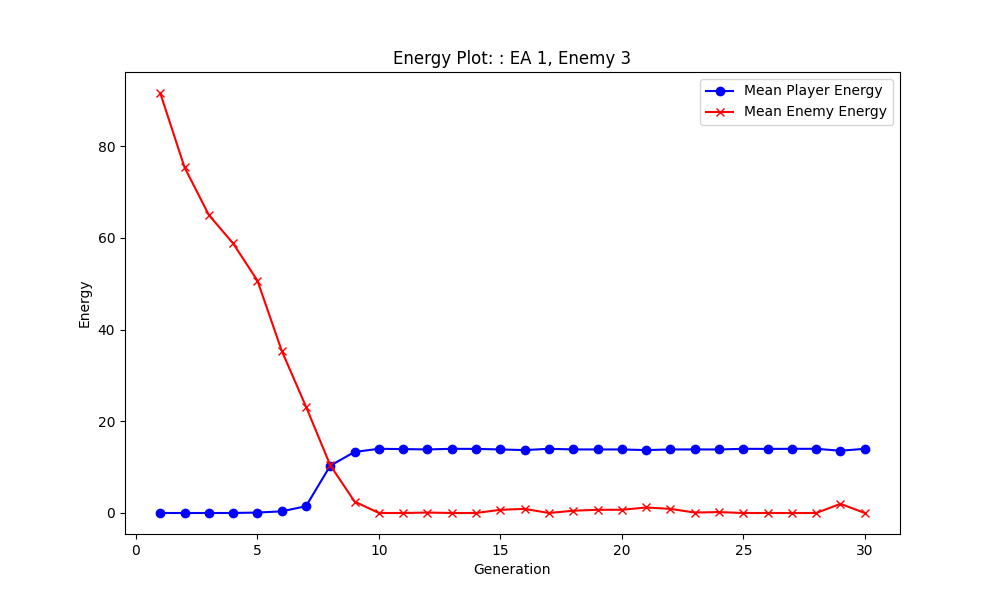 Energy Plot: : EA 1, Enemy 3
Mean Player Energy
Mean Enemy Energy
80
60
40
20
0
Energy
0 5 10 15 20 25 30
Generation